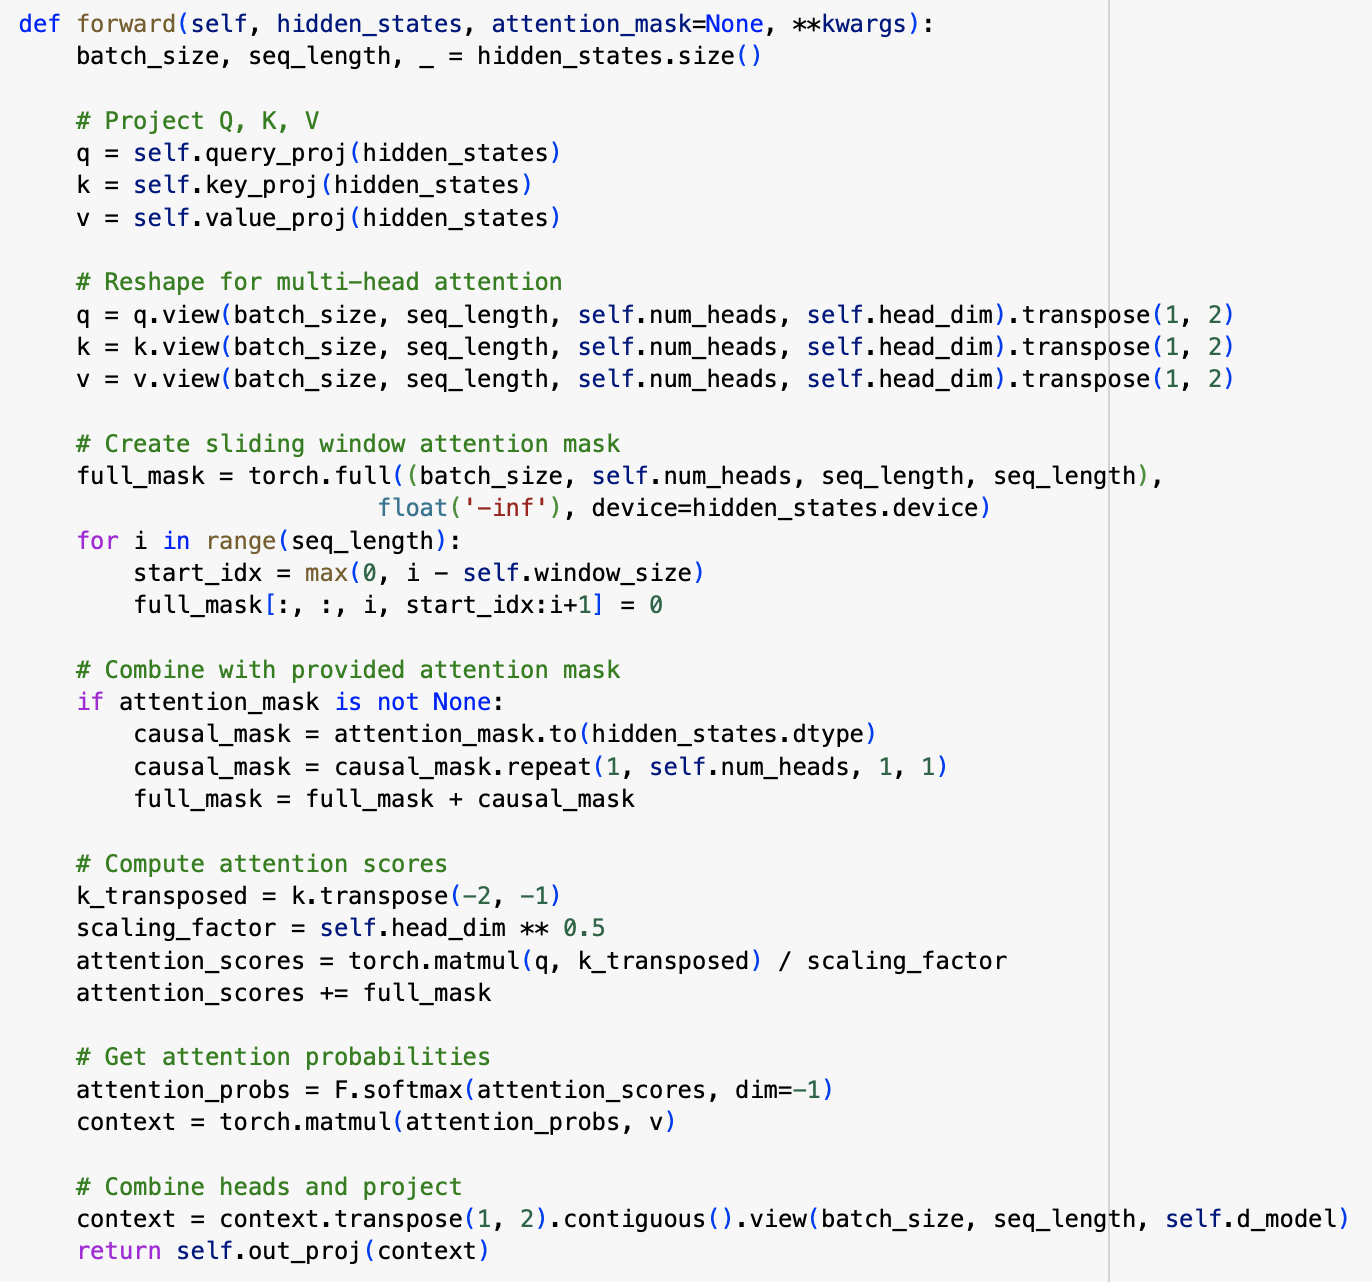 def forward(self, hidden_states, attention_mask=None, **kwargs):
    batch_size, seq_length, _ = hidden_states.size()

    # Project Q, K, V
    q = self.query_proj(hidden_states)
    k = self.key_proj(hidden_states)
    v = self.value_proj(hidden_states)

    # Reshape for multi-head attention
    q = q.view(batch_size, seq_length, self.num_heads, self.head_dim).transpose(1, 2)
    k = k.view(batch_size, seq_length, self.num_heads, self.head_dim).transpose(1, 2)
    v = v.view(batch_size, seq_length, self.num_heads, self.head_dim).transpose(1, 2)

    # Create sliding window attention mask
    full_mask = torch.full((batch_size, self.num_heads, seq_length, seq_length),
                         float('-inf'), device=hidden_states.device)
    for i in range(seq_length):
        start_idx = max(0, i - self.window_size)
        full_mask[:, :, i, start_idx:i+1] = 0

    # Combine with provided attention mask
    if attention_mask is not None:
        causal_mask = attention_mask.to(hidden_states.dtype)
        causal_mask = causal_mask.repeat(1, self.num_heads, 1, 1)
        full_mask = full_mask + causal_mask

    # Compute attention scores
    k_transposed = k.transpose(-2, -1)
    scaling_factor = self.head_dim ** 0.5
    attention_scores = torch.matmul(q, k_transposed) / scaling_factor
    attention_scores += full_mask

    # Get attention probabilities
    attention_probs = F.softmax(attention_scores, dim=-1)
    context = torch.matmul(attention_probs, v)

    # Combine heads and project
    context = context.transpose(1, 2).contiguous().view(batch_size, seq_length, self.d_model)
    return self.out_proj(context)